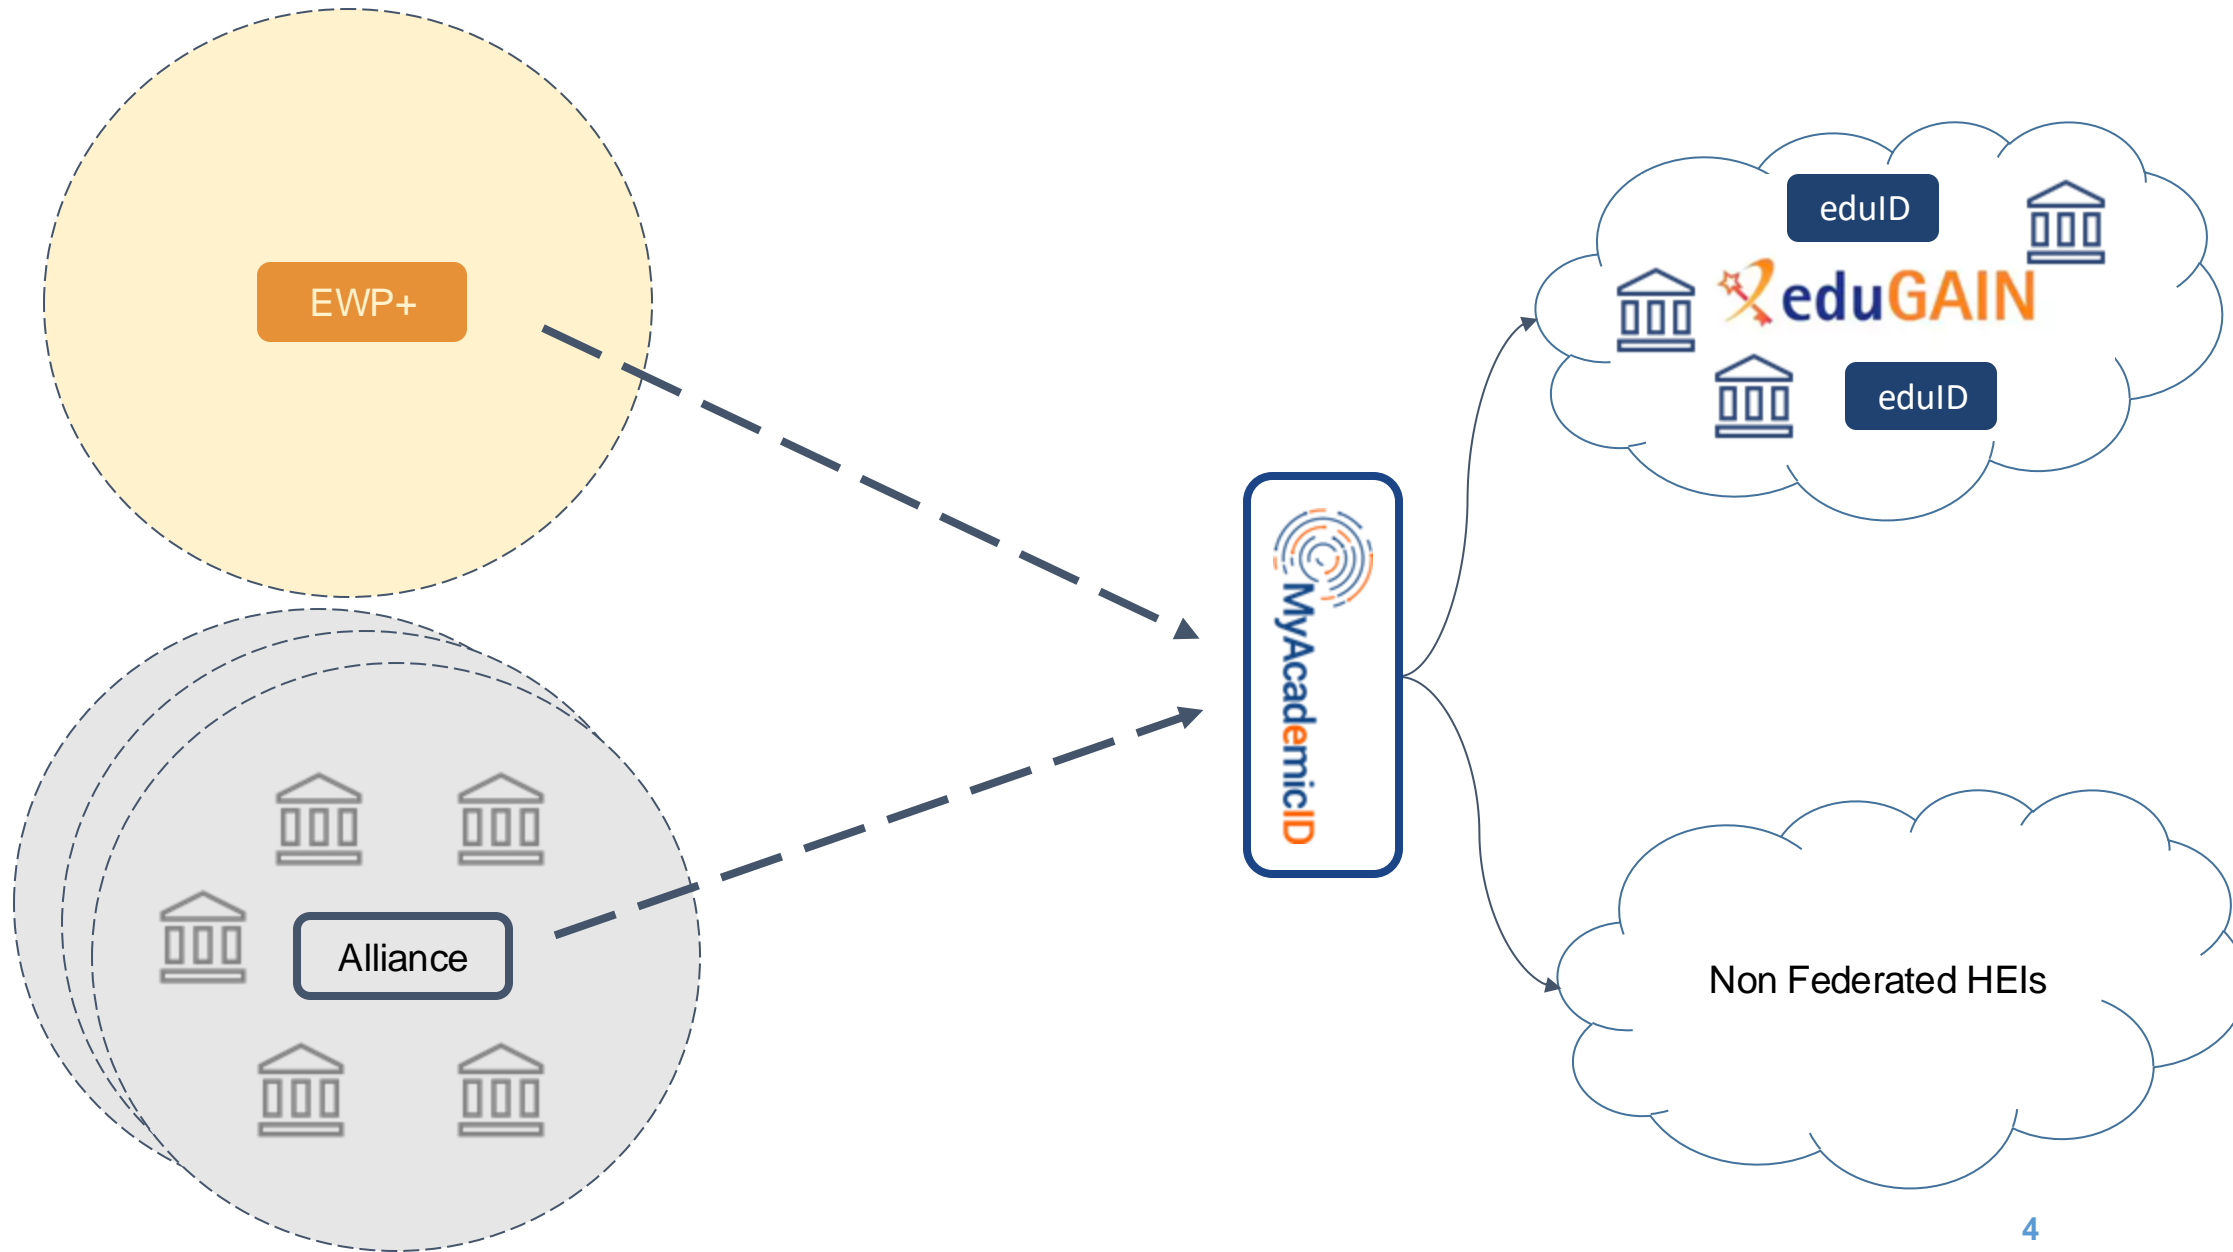 EWP+
Alliance
MyAcademicID
eduID
eduGAIN
eduID
Non Federated HEIs
4